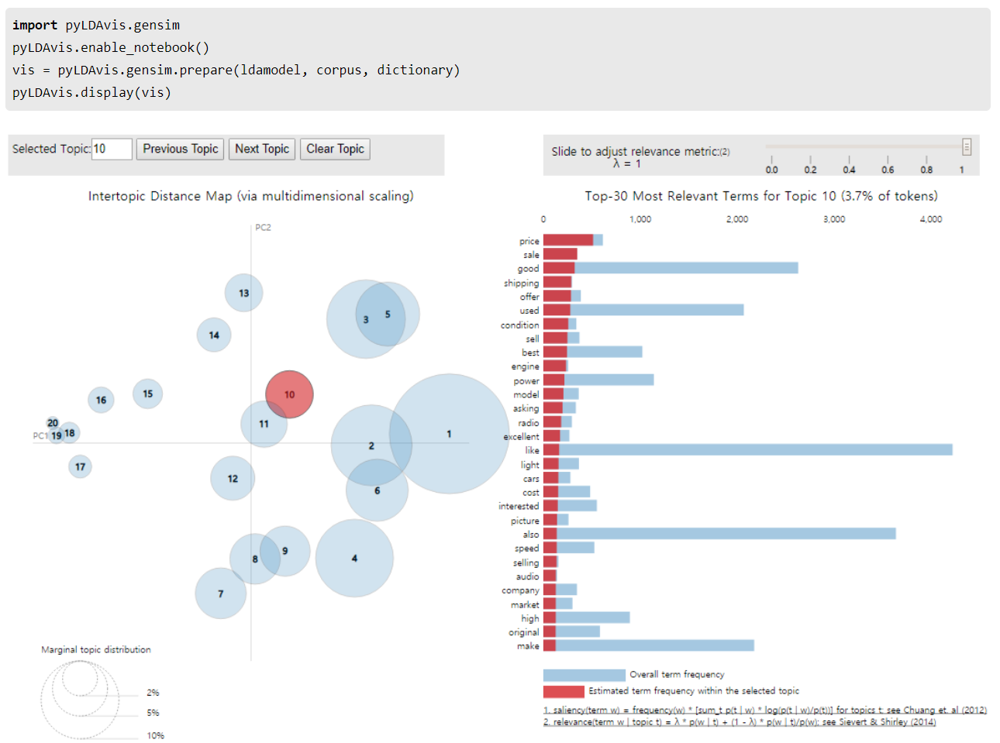 import pyLDAvis.gensim
pyLDAvis.enable_notebook()
vis = pyLDAvis.gensim.prepare(ldamodel, corpus, dictionary)
pyLDAvis.display(vis)
Selected Topic: 10 Previous Topic Next Topic Clear Topic
Slide to adjust relevance metric:(2)
λ = 1
0.0 0.2 0.4 0.6 0.8 1
Intertopic Distance Map (via multidimensional scaling)
PC2
PC1
13
3
5
14
10
15
16
11
20
19
18
1
2
17
12
6
9
8
4
7
Marginal topic distribution
2%
5%
10%
Top-30 Most Relevant Terms for Topic 10 (3.7% of tokens)
0 1,000 2,000 3,000 4,000
price
sale
good
shipping
offer
used
condition
sell
best
engine
power
model
asking
radio
excellent
like
light
cars
cost
interested
picture
also
speed
selling
audio
company
market
high
original
make
Overall term frequency
Estimated term frequency within the selected topic
1. saliency(term w) = frequency(w) * [sum_t p(t | w) * log(p(t | w)/p(t))] for topics t; see Chuang et. al (2012)
2. relevance(term w | topic t) = λ * p(w | t) + (1 - λ) * p(w | t)/p(w); see Sievert & Shirley (2014)